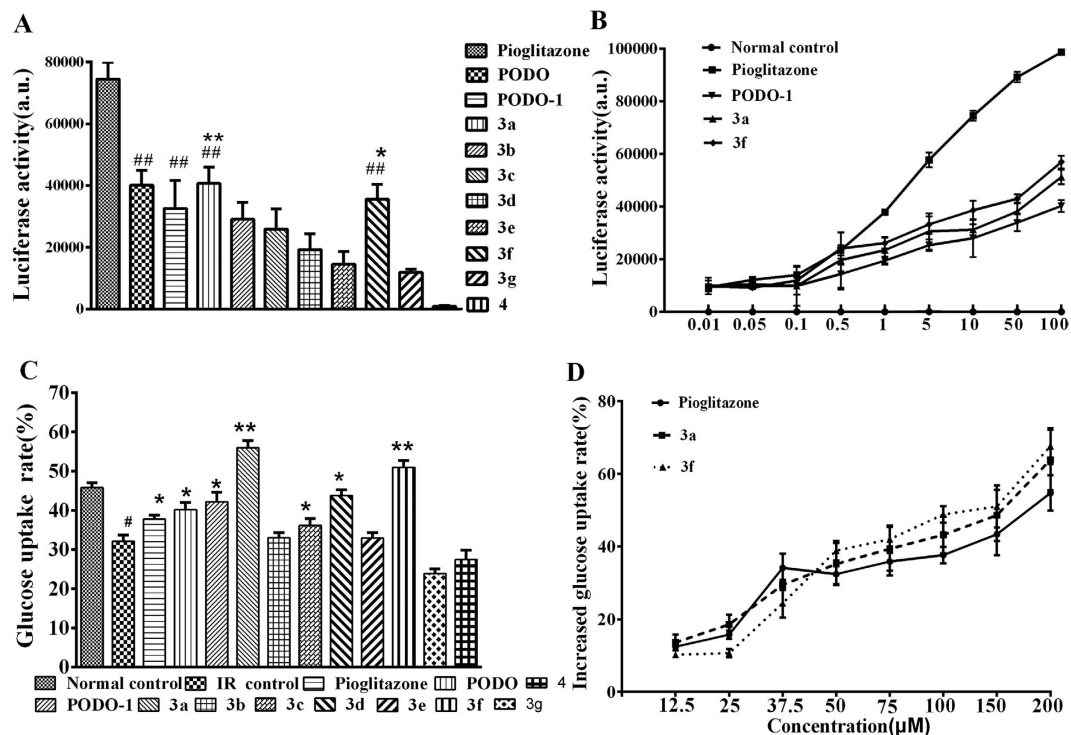 A
Luciferase activity(a.u.)
80000
60000
40000
20000
0
##
##
**
##
*
##
Pioglitazone
PODO
PODO-1
3a
3b
3c
3d
3e
3f
3g
4
B
Luciferase activity(a.u.)
100000
80000
60000
40000
20000
0
Normal control
Pioglitazone
PODO-1
3a
3f
0.01 0.05 0.1 0.5 1 5 10 50 100
C
Glucose uptake rate(%)
70
60
50
40
30
20
10
0
#
*
*
*
**
*
*
**
Normal control IR control Pioglitazone PODO 4
PODO-1 3a 3b 3c 3d 3e 3f 3g
D
Increased glucose uptake rate(%)
80
60
40
20
0
Pioglitazone
3a
3f
12.5 25 37.5 50 75 100 150 200
Concentration(μM)